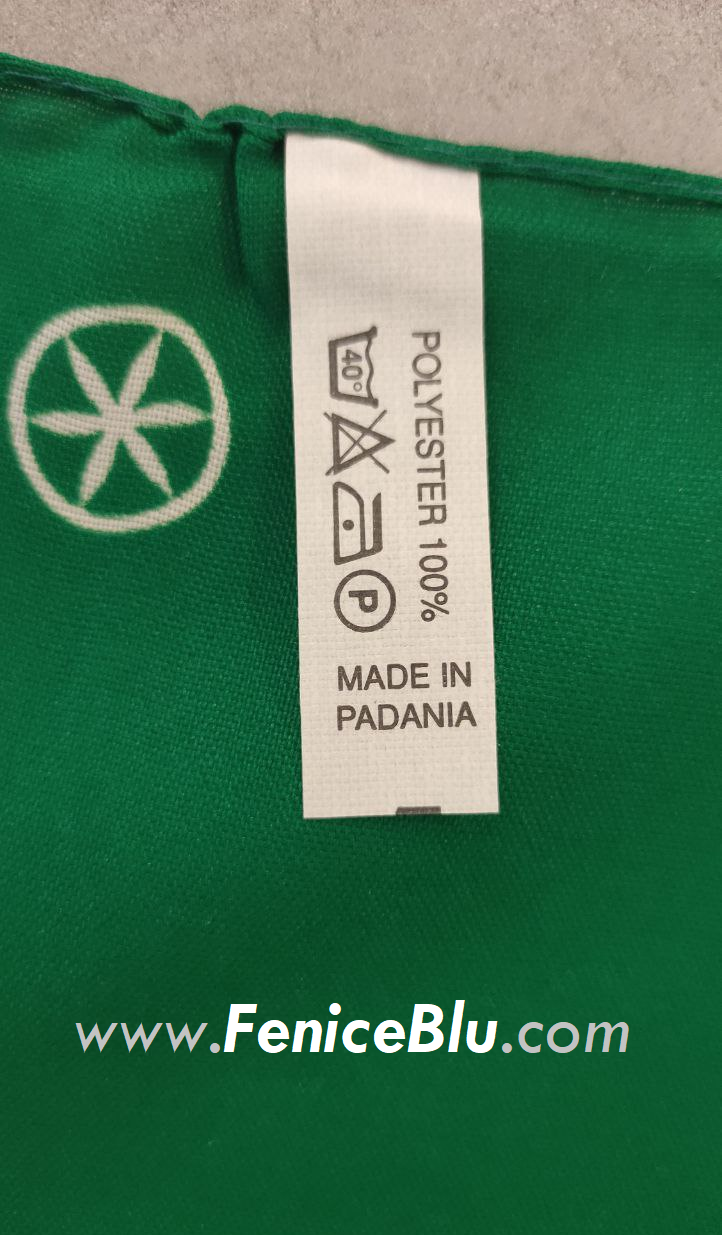 POLYESTER 100%
40°
P
MADE IN
PADANIA
www.FeniceBlu.com